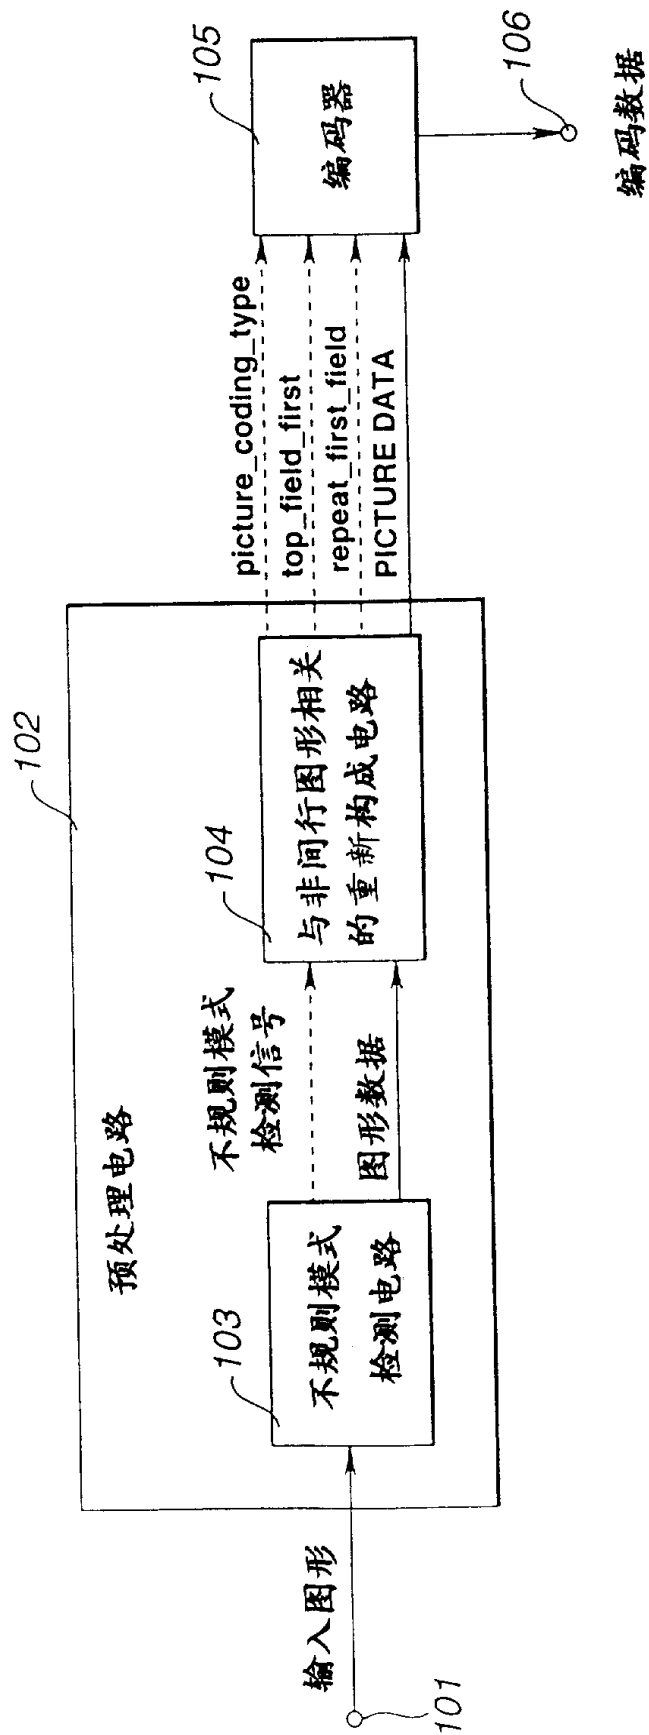 101
输入图形
102
预处理电路
103
不规则模式
检测电路
不规则模式
检测信号
图形数据
104
与非间行图形相关
的重新构成电路
picture_coding_type
top_field_first
repeat_first_field
PICTURE DATA
105
编码器
106
编码数据